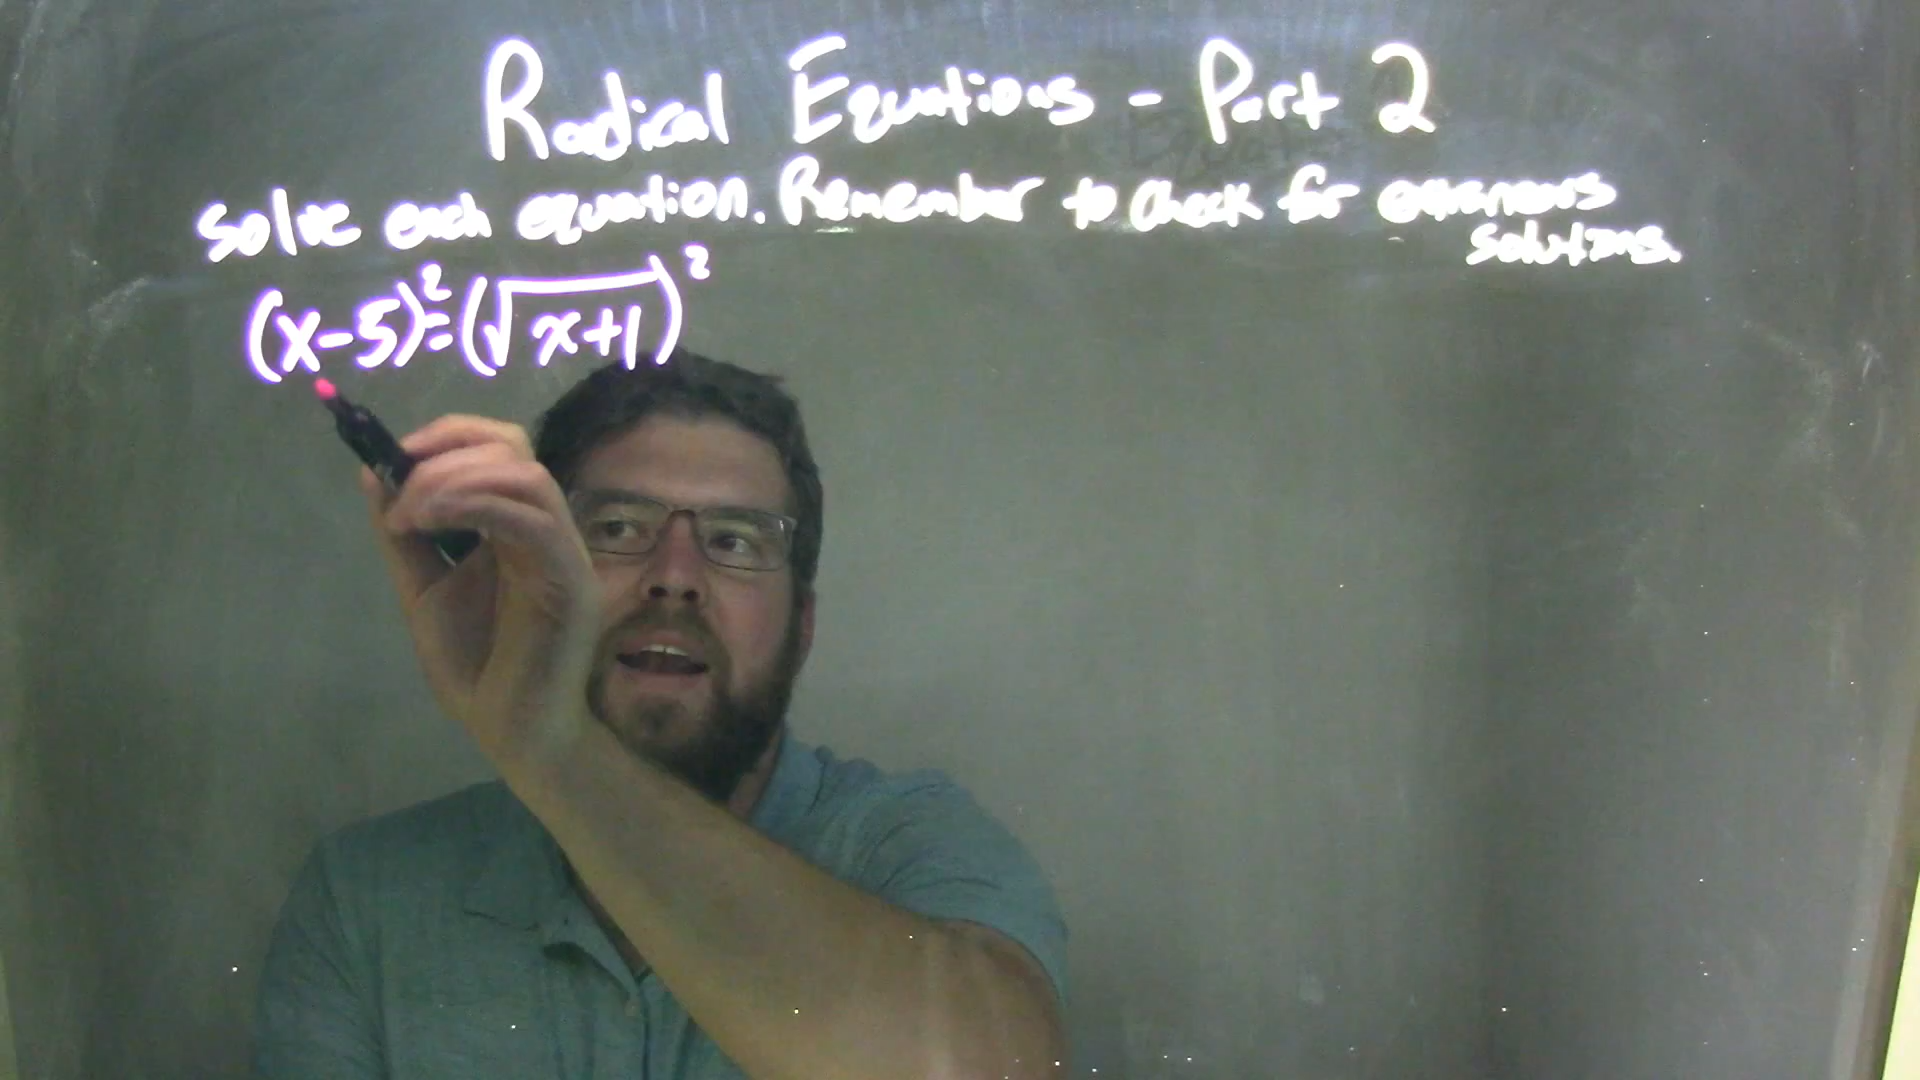 Radical Equations - Part 2
Solve each equation. Remember to check for extraneous
solutions.
(x-5)²=(√x+1)²